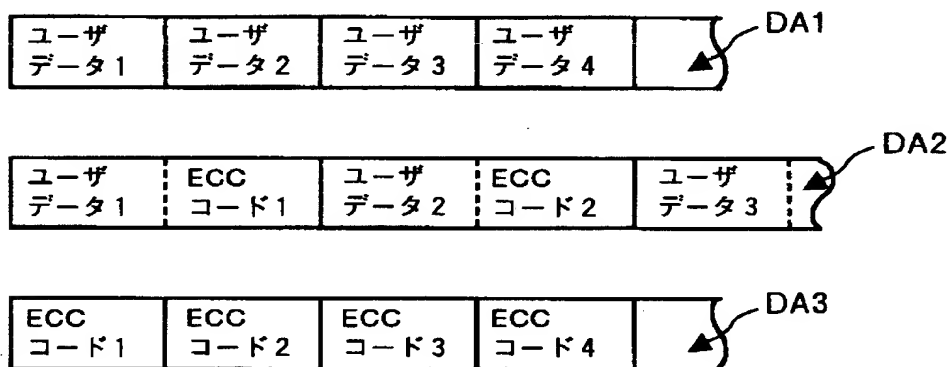 ユーザ ユーザ ユーザ ユーザ DA1
データ1 データ2 データ3 データ4
DA2
ユーザ ECC ユーザ ECC ユーザ
データ1 コード1 データ2 コード2 データ3
DA3
ECC ECC ECC ECC
コード1 コード2 コード3 コード4